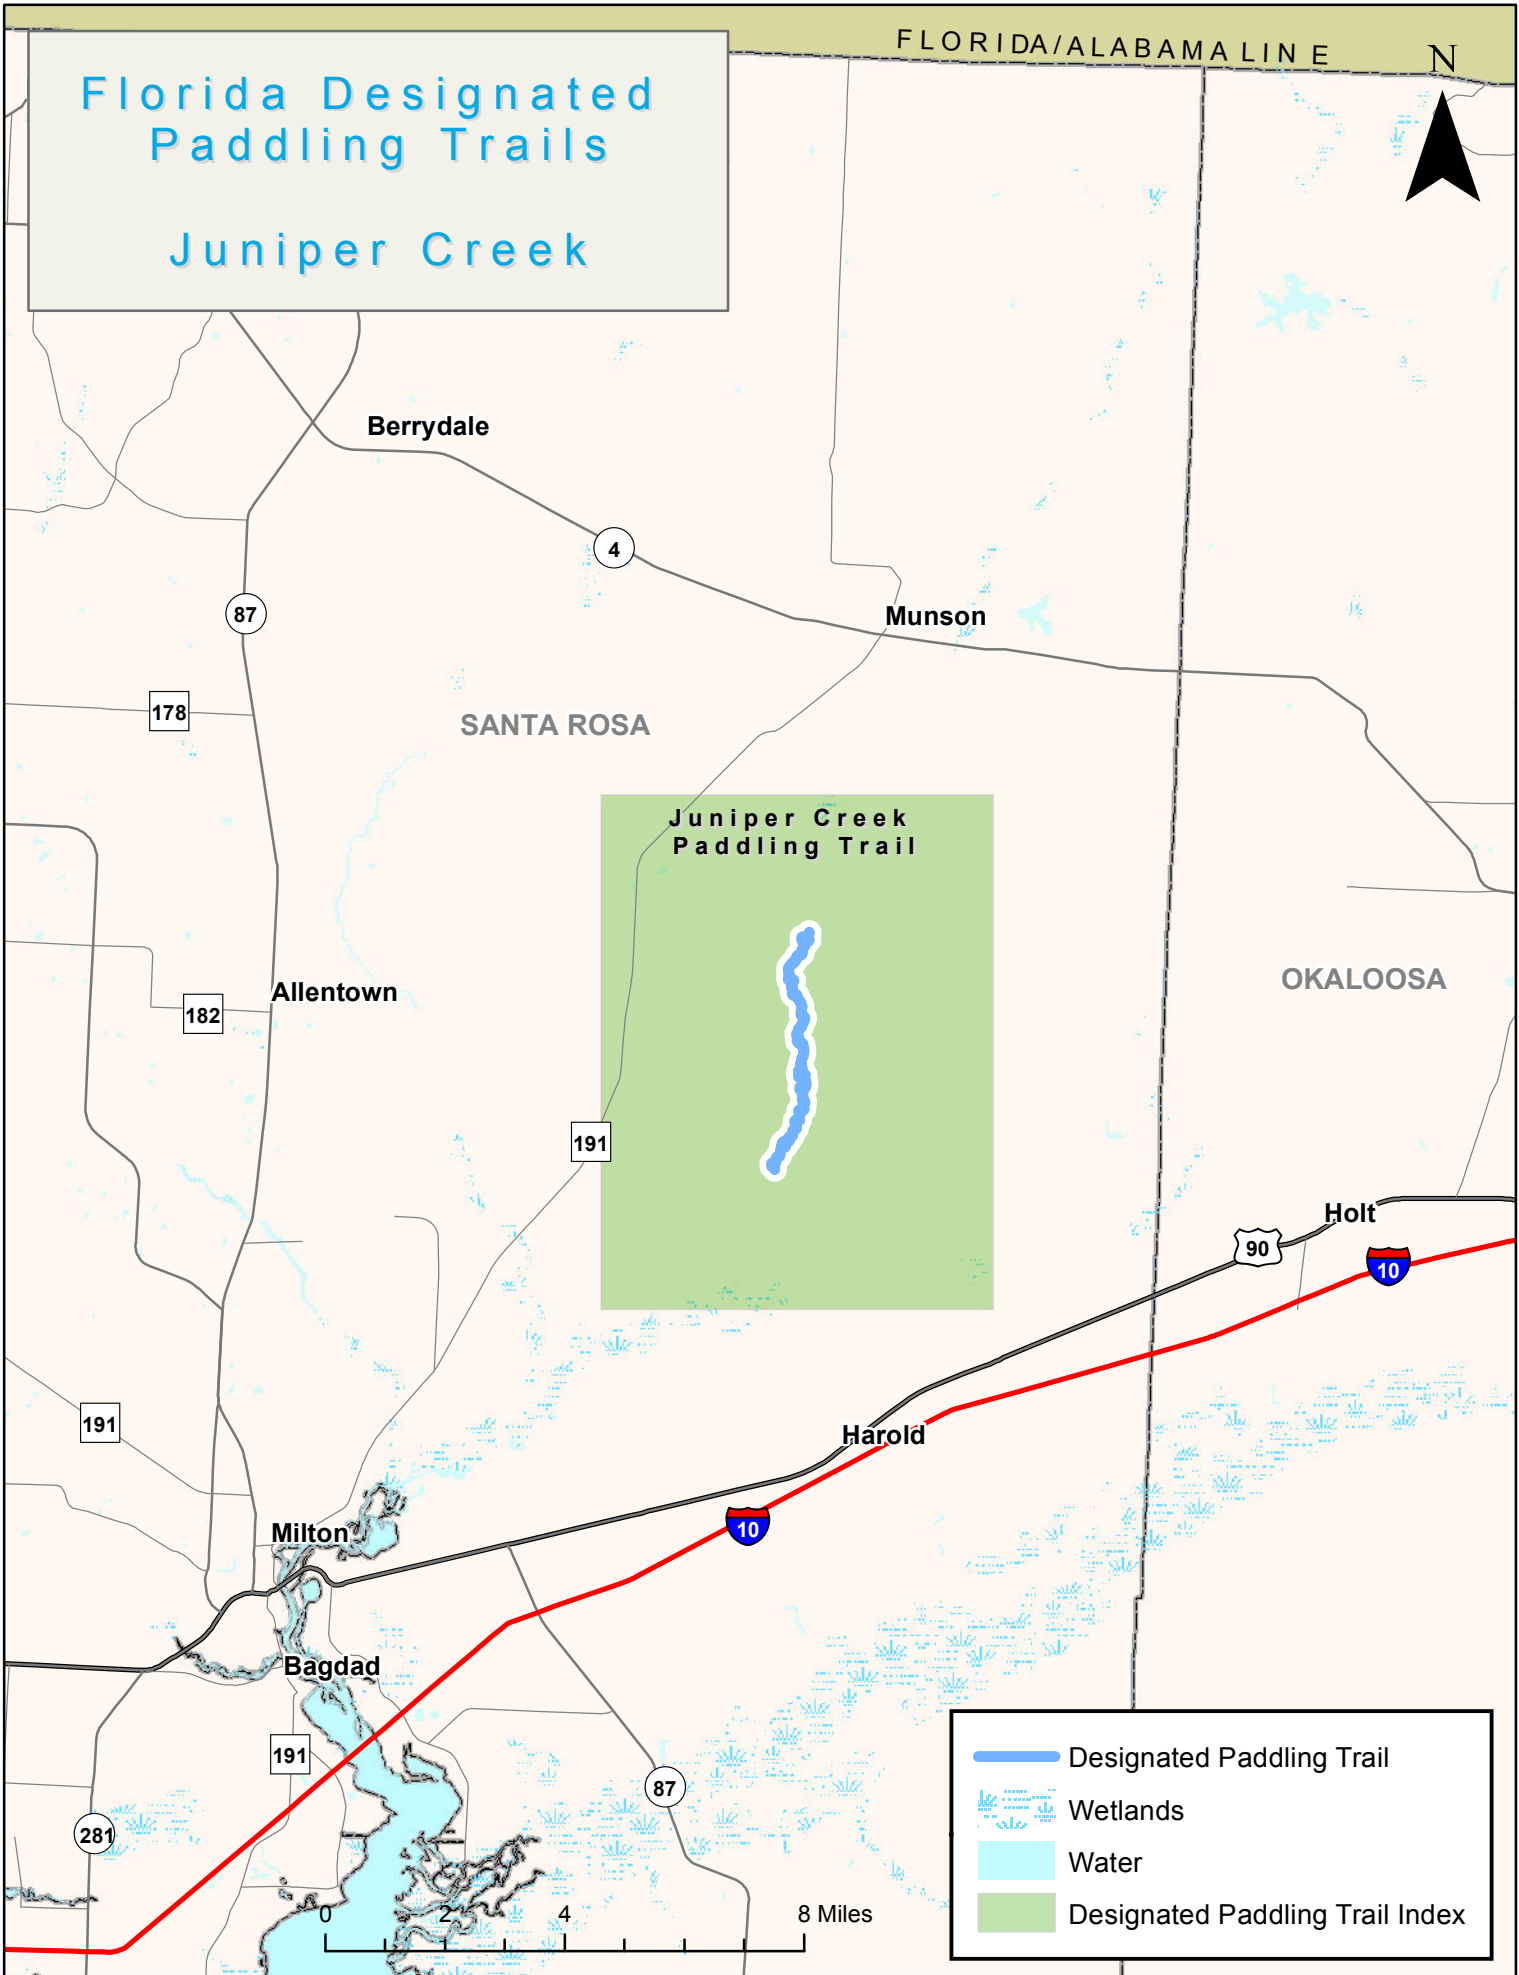 FLORIDA/ALABAMA LINE
N
Florida Designated
Paddling Trails
Juniper Creek
Berrydale
4
87
Munson
178
SANTA ROSA
Juniper Creek
Paddling Trail
OKALOOSA
Allentown
182
191
Holt
90
10
191
Harold
10
Milton
Bagdad
191
87
281
Designated Paddling Trail
Wetlands
Water
Designated Paddling Trail Index
0 2 4 8 Miles